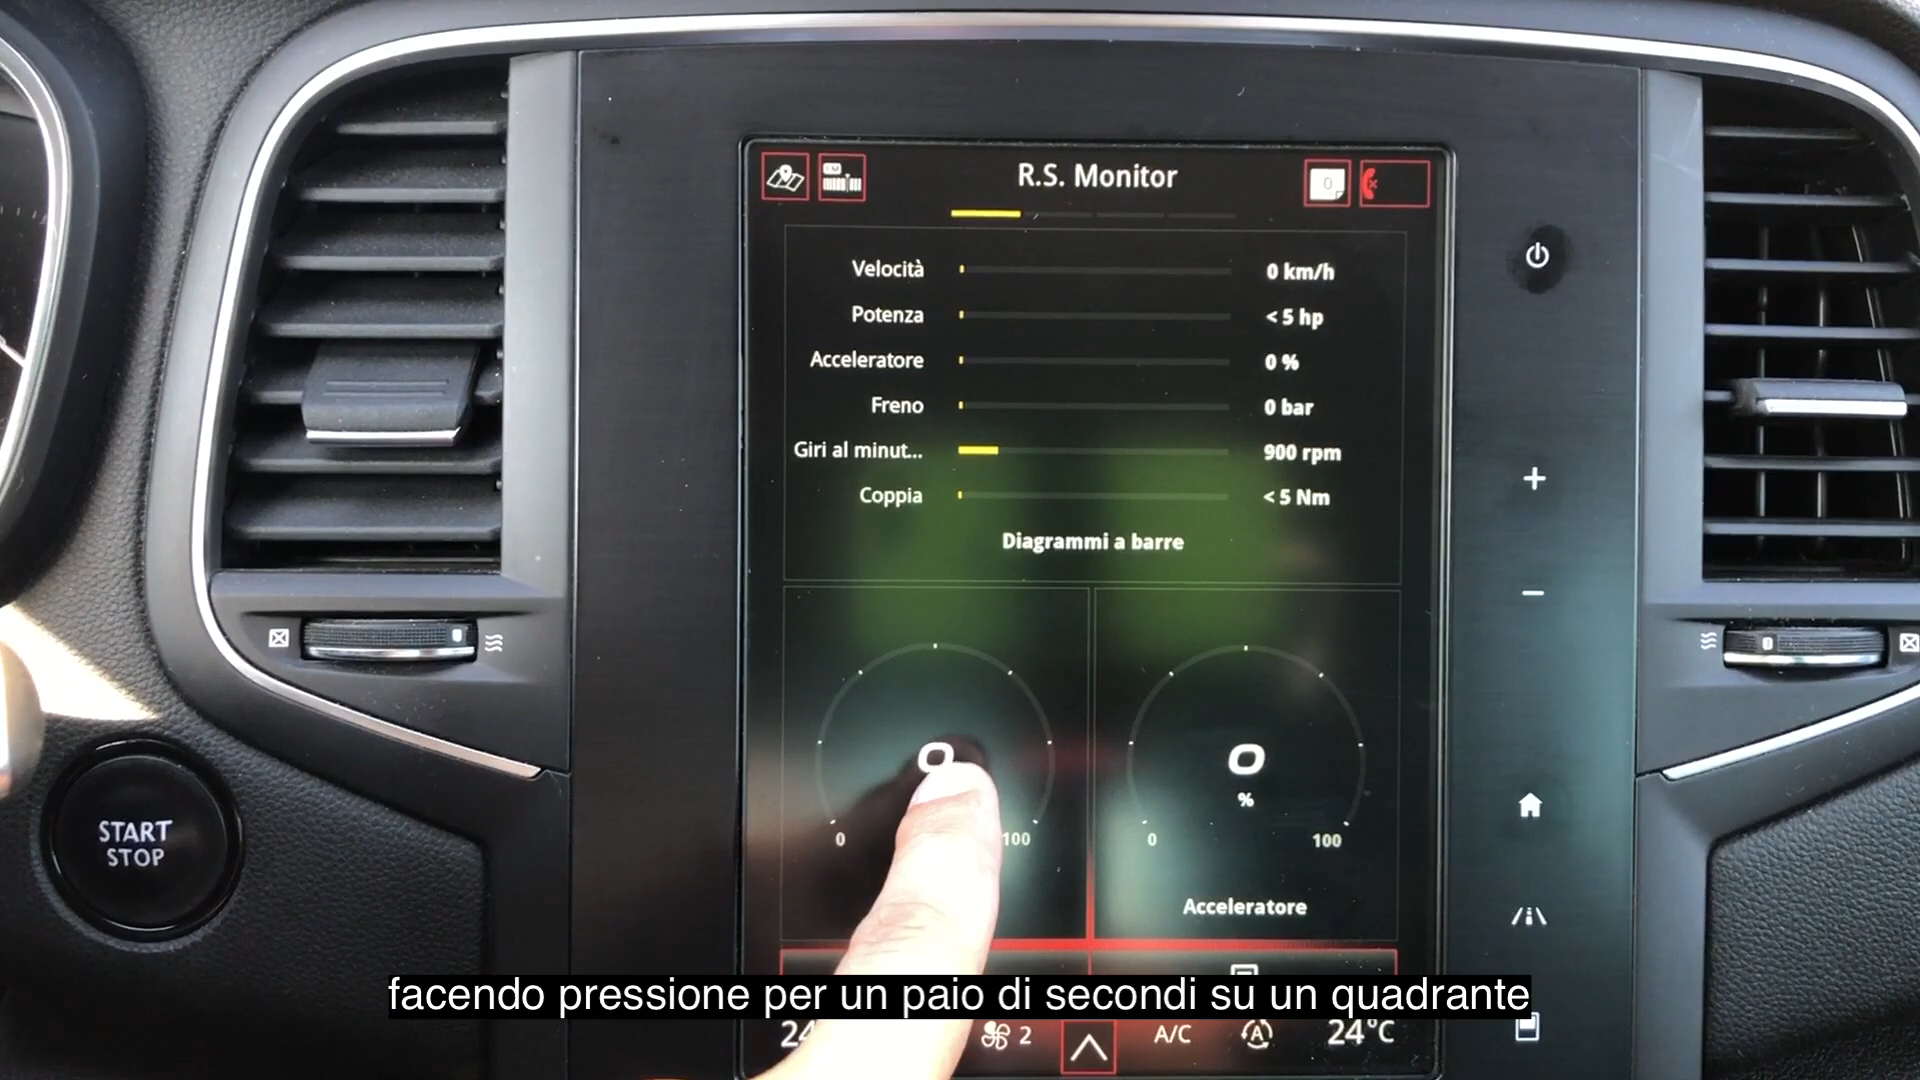 R.S. Monitor
0
Velocità 0 km/h
Potenza < 5 hp
Acceleratore 0 %
Freno 0 bar
Giri al minut... 900 rpm
Coppia < 5 Nm
Diagrammi a barre
0
0 100
0
%
0 100
Acceleratore
START
STOP
facendo pressione per un paio di secondi su un quadrante
24
2
A/C
A
24°C